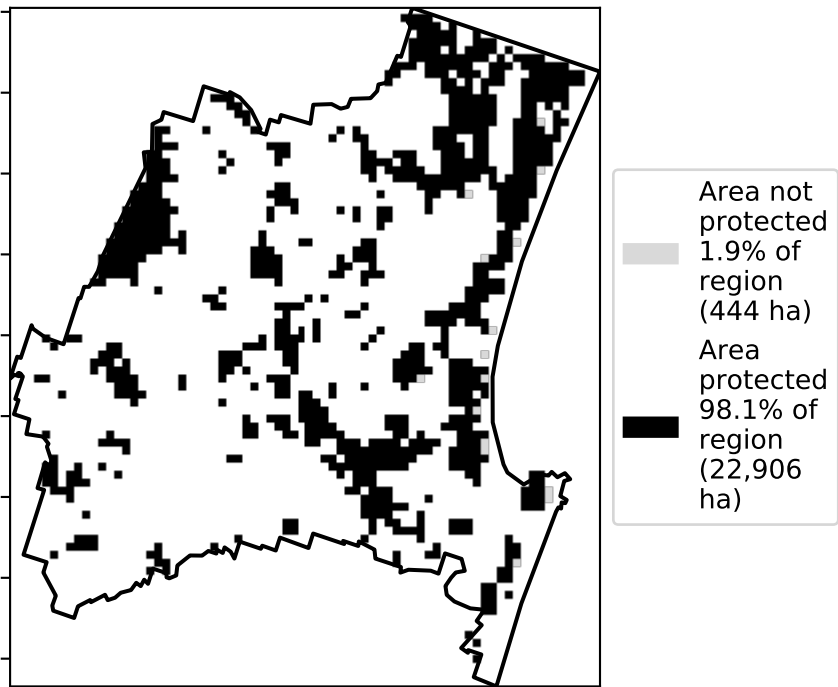 Area not
protected
1.9% of
region
(444 ha)
Area
protected
98.1% of
region
(22,906
ha)